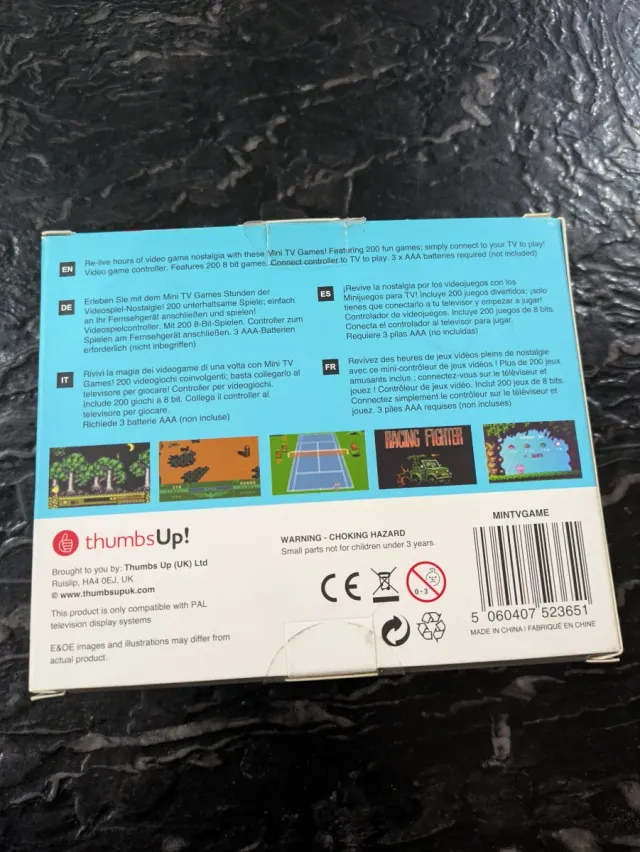 EN
Re-live hours of video game nostalgia with these Mini TV Games! Featuring 200 fun games; simply connect to your TV to play!
Video game controller. Features 200 8 bit games. Connect controller to TV to play. 3 x AAA batteries required (not included)
DE
Erleben Sie mit dem Mini TV Games Stunden der
Videospiel-Nostalgie! 200 unterhaltsame Spiele; einfach
an Ihr Fernsehgerät anschließen und spielen!
Videospielcontroller. Mit 200 8-Bit-Spielen. Controller zum
Spielen am Fernseher anschließen. 3 AAA-Batterien
erforderlich (nicht inbegriffen)
ES
¡Revive la nostalgia por los videojuegos con los
Minijuegos para TV! Incluye 200 juegos divertidos; ¡solo
tienes que conectarlo a tu televisor y empezar a jugar!
Controlador de videojuegos. Incluye 200 juegos de 8 bits.
Conecta el controlador al televisor para jugar.
Requiere 3 pilas AAA (no incluidas)
IT
Rivivi la magia dei videogame di una volta con Mini TV
Games! 200 videogiochi coinvolgenti; basta collegarlo al
televisore per giocare! Controller per videogiochi.
Include 200 giochi a 8 bit. Collega il controller al
televisore per giocare.
Richiede 3 batterie AAA (non incluse)
FR
Revivez des heures de jeux vidéos pleins de nostalgie
avec ce mini-contrôleur de jeux vidéos ! Plus de 200 jeux
amusants inclus ; connectez-vous sur le téléviseur et
jouez ! Contrôleur de jeux vidéo. Inclut 200 jeux de 8 bits.
Connectez simplement le contrôleur sur le téléviseur et
jouez. 3 piles AAA requises (non incluses)
RACING FIGHTER
thumbsUp!
Brought to you by: Thumbs Up (UK) Ltd
Ruislip, HA4 0EJ, UK
© www.thumbsupuk.com
This product is only compatible with PAL
television display systems
E&OE images and illustrations may differ from
actual product.
WARNING - CHOKING HAZARD
Small parts not for children under 3 years.
CE
0-3
MINTVGAME
5 060407 523651
MADE IN CHINA / FABRIQUÉ EN CHINE